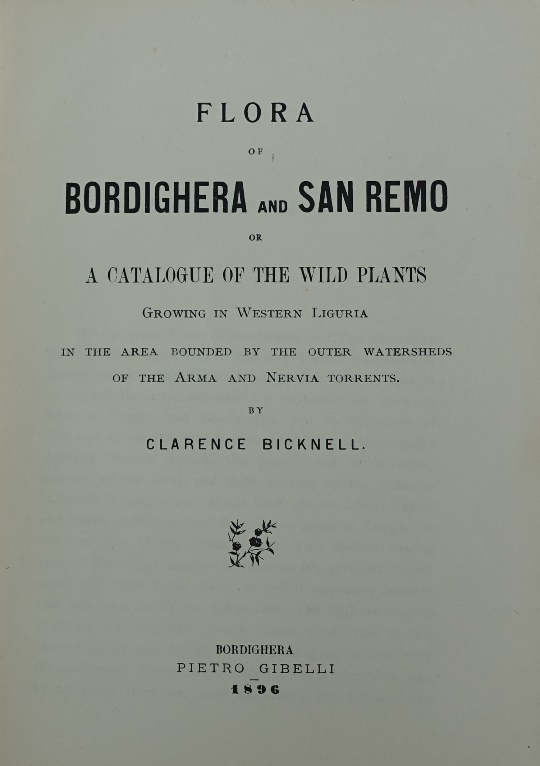 FLORA
OF
BORDIGHERA AND SAN REMO
OR
A CATALOGUE OF THE WILD PLANTS
GROWING IN WESTERN LIGURIA
IN THE AREA BOUNDED BY THE OUTER WATERSHEDS
OF THE ARMA AND NERVIA TORRENTS.
BY
CLARENCE BICKNELL.
BORDIGHERA
PIETRO GIBELLI
1896